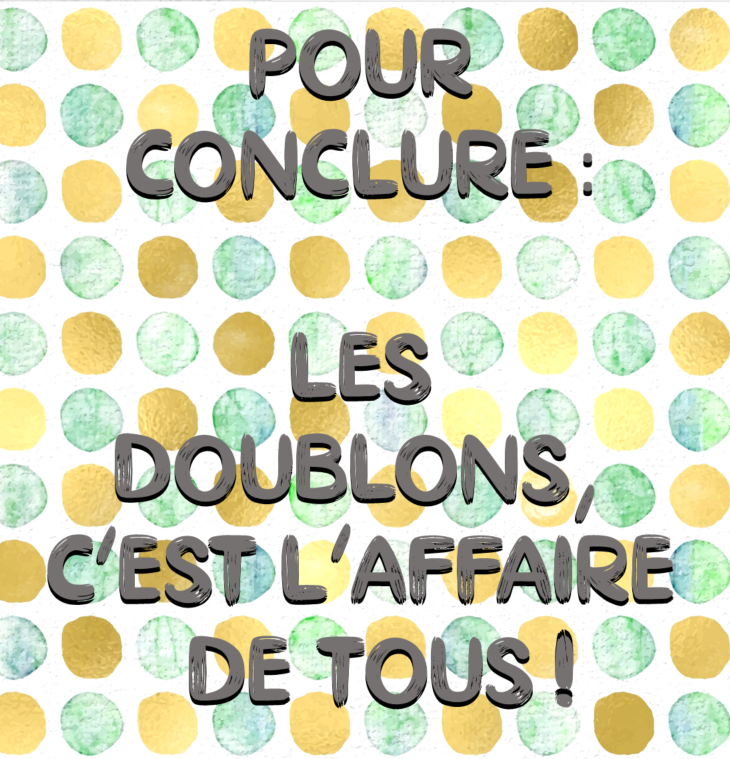 POUR
CONCLURE :
LES
DOUBLONS,
C'EST L'AFFAIRE
DE TOUS !